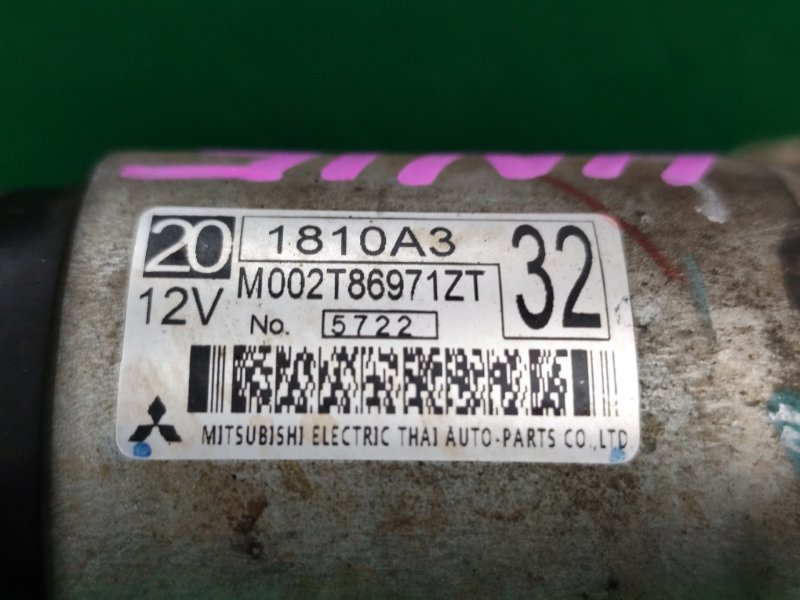 20 1810A3 32
12V M002T86971ZT
No. 5722
MITSUBISHI ELECTRIC THAI AUTO-PARTS CO.,LTD